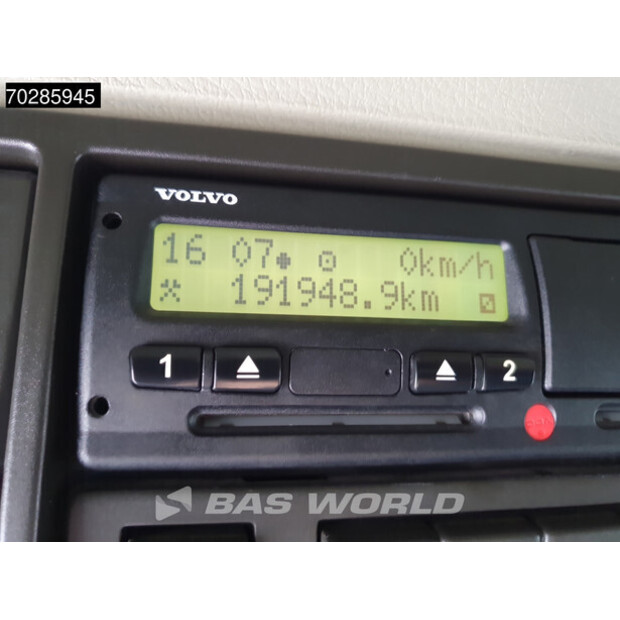 70285945
VOLVO
16 07 0km/h
191948.9km
1 2
BAS WORLD